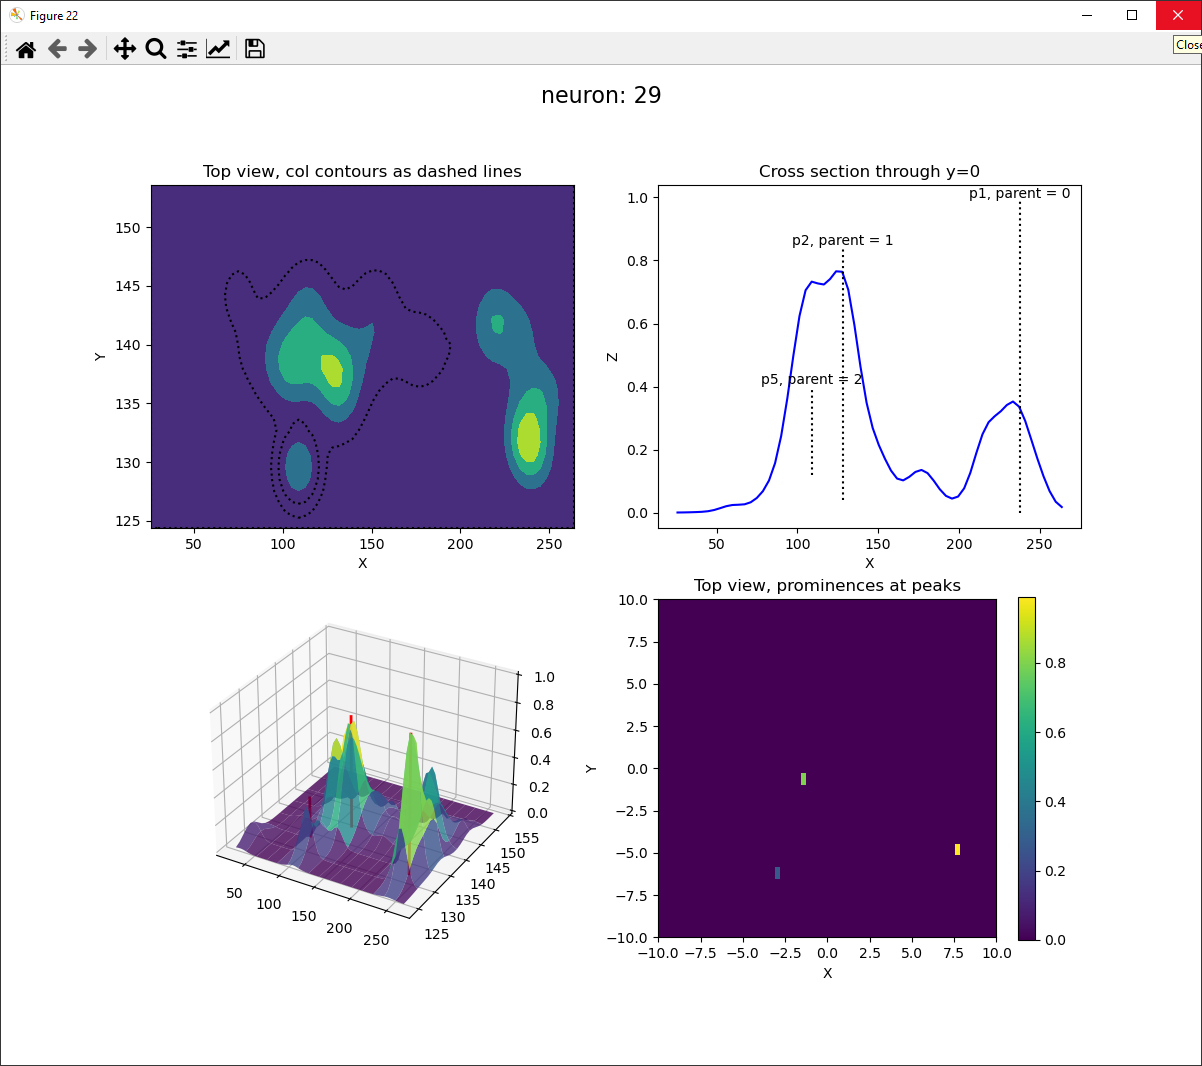 Figure 22
Close
neuron: 29
Top view, col contours as dashed lines
150
145
140
135
130
125
Y
50 100 150 200 250
X
Cross section through y=0
p1, parent = 0
p2, parent = 1
p5, parent = 2
1.0
0.8
0.6
0.4
0.2
0.0
Z
50 100 150 200 250
X
1.0
0.8
0.6
0.4
0.2
0.0
155
150
145
140
135
130
125
50
100
150
200
250
Top view, prominences at peaks
10.0
7.5
5.0
2.5
0.0
−2.5
−5.0
−7.5
−10.0
Y
−10.0 −7.5 −5.0 −2.5 0.0 2.5 5.0 7.5 10.0
X
0.8
0.6
0.4
0.2
0.0